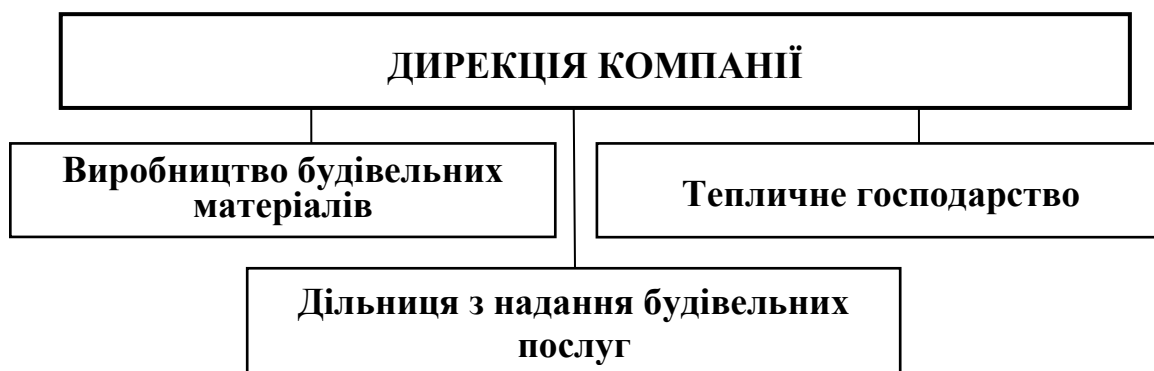 ДИРЕКЦІЯ КОМПАНІЇ
Виробництво будівельних
матеріалів
Тепличне господарство
Дільниця з надання будівельних
послуг